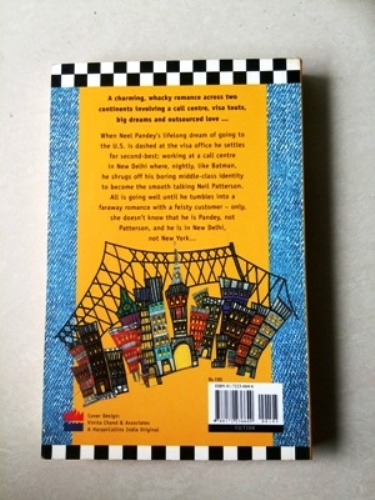 A charming, whacky romance across two
continents involving a call centre, visa touts,
big dreams and outsourced love ...
When Neel Pandey's lifelong dream of going to
the U.S. is dashed at the visa office he settles
for second-best: working at a call centre
in New Delhi where, nightly, like Batman,
he shrugs off his boring middle-class identity
to become the smooth talking Neil Patterson.
All is going well until he tumbles into a
faraway romance with a feisty customer – only,
she doesn't know that he is Pandey, not
Patterson, and he is in New Delhi,
not New York...
Cover Design:
Vinita Chand & Associates
A HarperCollins India Original
FICTION